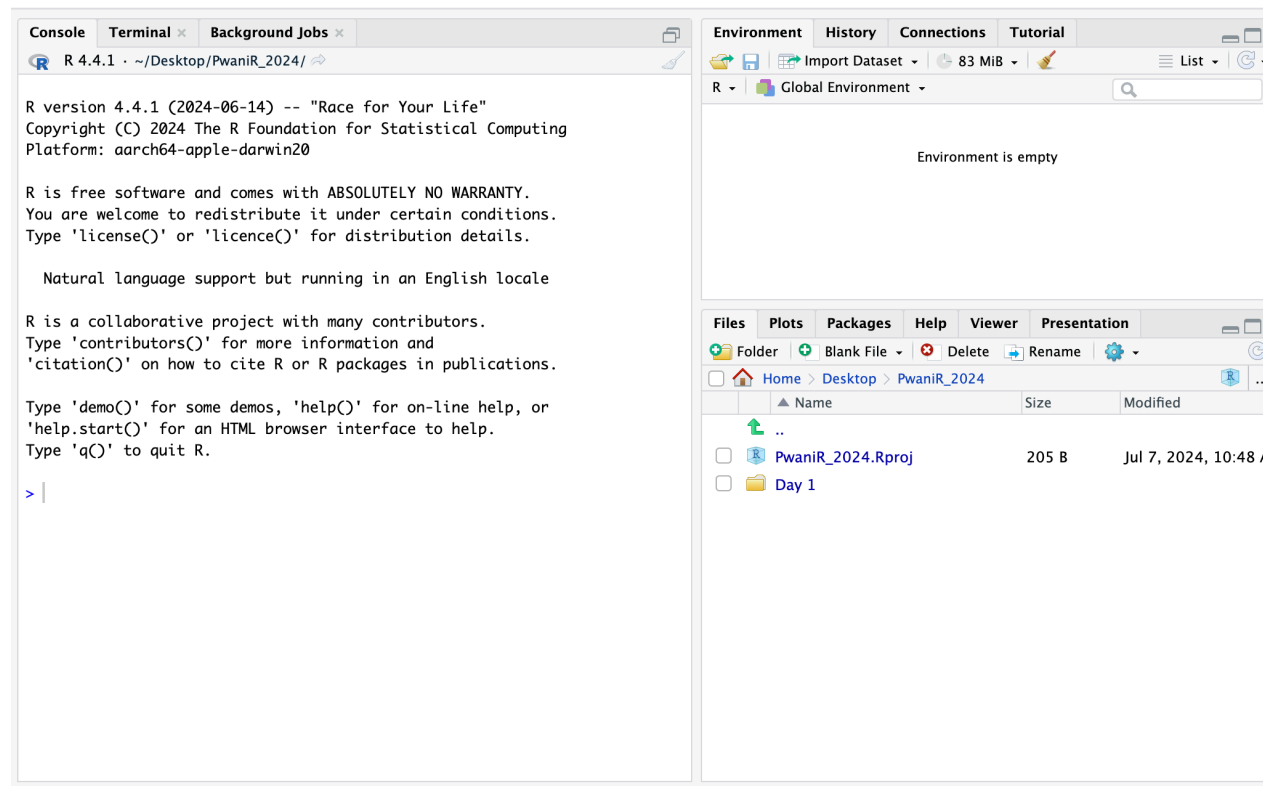 Console Terminal Background Jobs
R 4.4.1 · ~/Desktop/PwaniR_2024/
R version 4.4.1 (2024-06-14) -- "Race for Your Life"
Copyright (C) 2024 The R Foundation for Statistical Computing
Platform: aarch64-apple-darwin20
R is free software and comes with ABSOLUTELY NO WARRANTY.
You are welcome to redistribute it under certain conditions.
Type 'license()' or 'licence()' for distribution details.
Natural language support but running in an English locale
R is a collaborative project with many contributors.
Type 'contributors()' for more information and
'citation()' on how to cite R or R packages in publications.
Type 'demo()' for some demos, 'help()' for on-line help, or
'help.start()' for an HTML browser interface to help.
Type 'q()' to quit R.
>
Environment History Connections Tutorial
Import Dataset 83 MiB List
R Global Environment
Environment is empty
Files Plots Packages Help Viewer Presentation
Folder Blank File Delete Rename
Home > Desktop > PwaniR_2024 R ..
Name Size Modified
..
PwaniR_2024.Rproj 205 B Jul 7, 2024, 10:48
Day 1